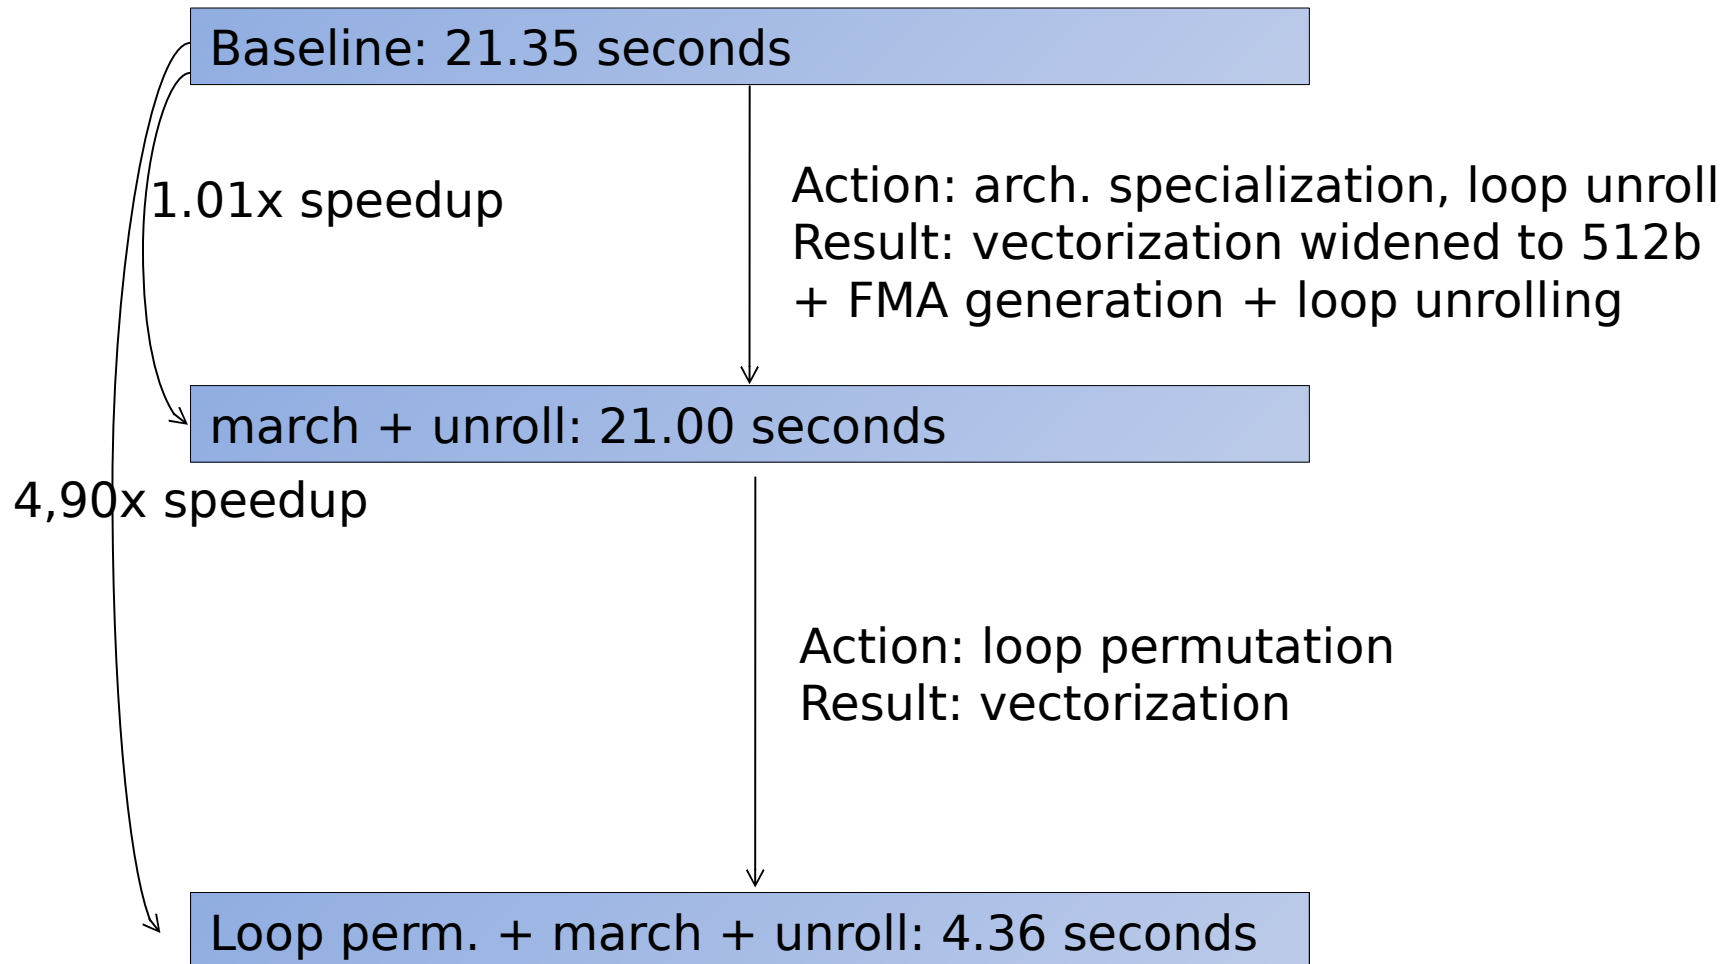 Baseline: 21.35 seconds
1.01x speedup
Action: arch. specialization, loop unroll
Result: vectorization widened to 512b
+ FMA generation + loop unrolling
march + unroll: 21.00 seconds
4,90x speedup
Action: loop permutation
Result: vectorization
Loop perm. + march + unroll: 4.36 seconds